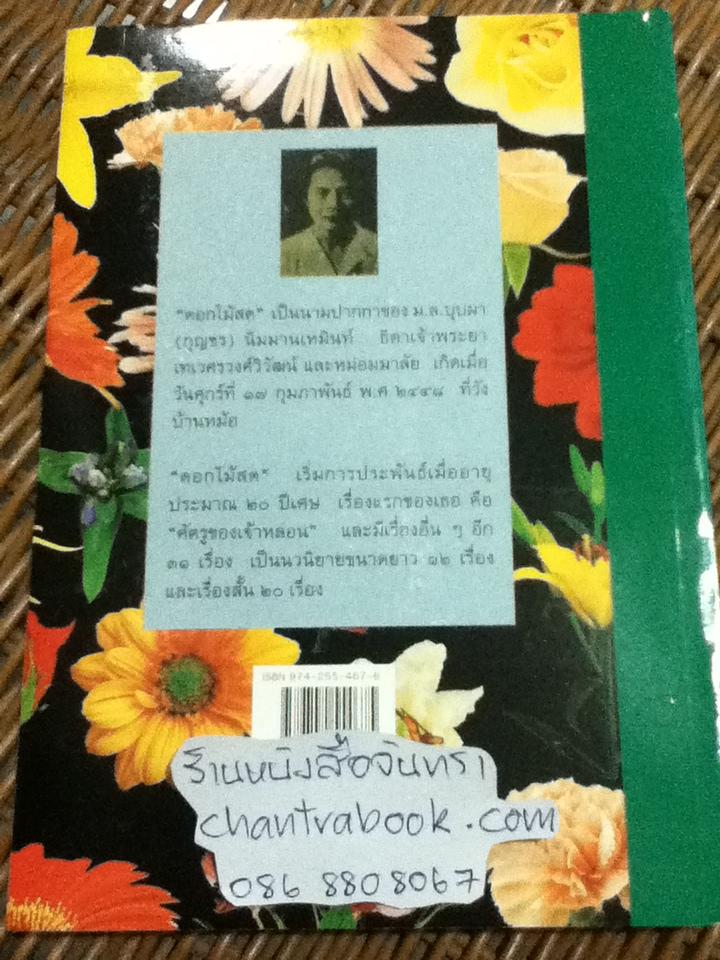 "ดอกไม้สด" เป็นนามปากกาของ ม.ล.บุบผา
(กุญชร) นิมมานเหมินท์ ธิดาเจ้าพระยา
เทเวศรวงศ์วิวัฒน์ และหม่อมมาลัย เกิดเมื่อ
วันศุกร์ที่ ๑๗ กุมภาพันธ์ พ.ศ ๒๔๔๘ ที่วัง
บ้านหม้อ
"ดอกไม้สด" เริ่มการประพันธ์เมื่ออายุ
ประมาณ ๒๐ ปีเศษ เรื่องแรกของเธอ คือ
"ศัตรูของเจ้าหล่อน" และมีเรื่องอื่น ๆ อีก
๓๑ เรื่อง เป็นนวนิยายขนาดยาว ๑๒ เรื่อง
และเรื่องสั้น ๒๐ เรื่อง
ISBN 974-255-467-6
ร้านหนังสือจันทรา
chantrabook.com
086 8808067